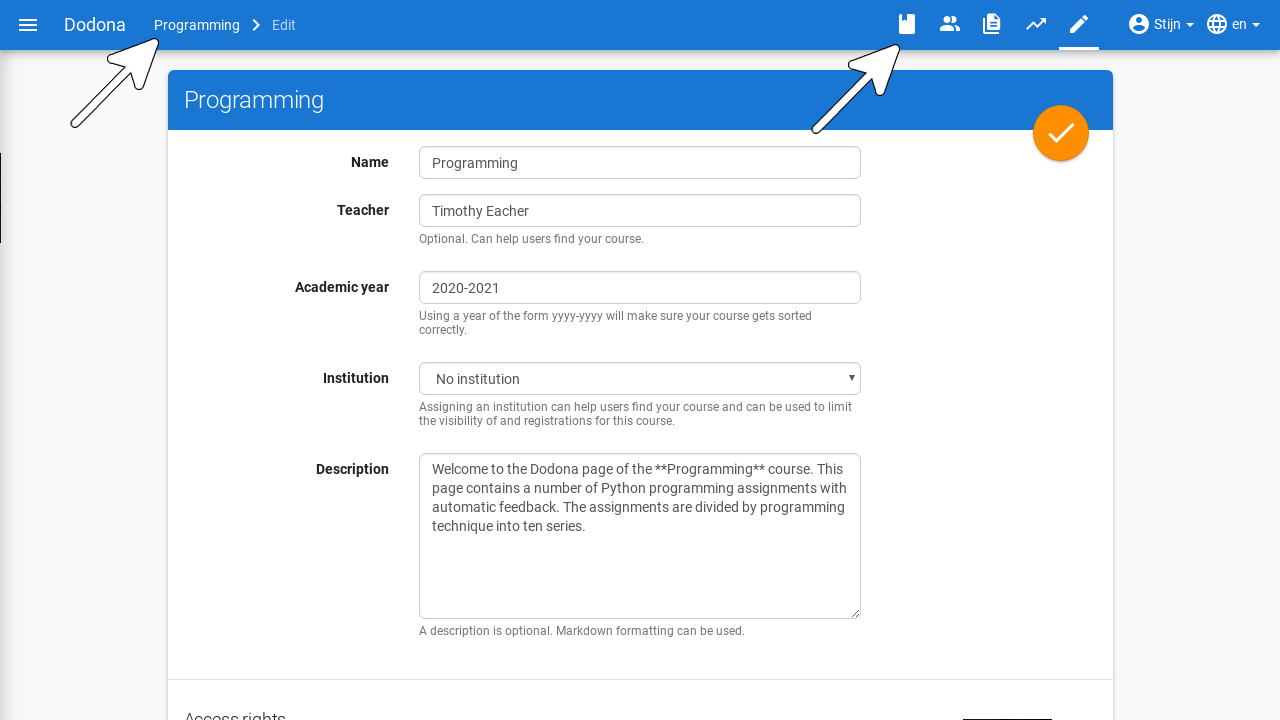 Dodona Programming Edit Stijn en
Programming
Name Programming
Teacher Timothy Eacher
Optional. Can help users find your course.
Academic year 2020-2021
Using a year of the form yyyy-yyyy will make sure your course gets sorted
correctly.
Institution No institution
Assigning an institution can help users find your course and can be used to limit
the visibility of and registrations for this course.
Description Welcome to the Dodona page of the **Programming** course. This
page contains a number of Python programming assignments with
automatic feedback. The assignments are divided by programming
technique into ten series.
A description is optional. Markdown formatting can be used.
Access rights